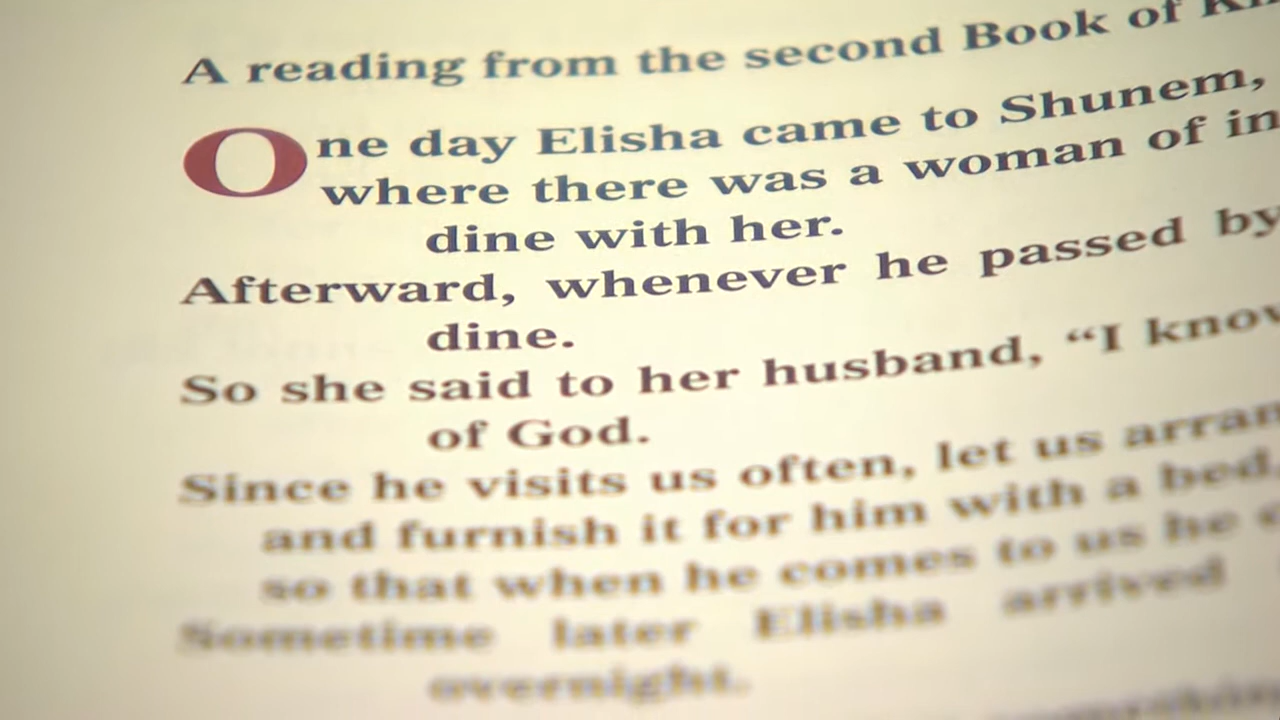 A reading from the second Book of
One day Elisha came to Shunem,
where there was a woman of in
dine with her.
Afterward, whenever he passed by
dine.
So she said to her husband, “I know
of God.
Since he visits us often, let us arran
and furnish it for him with a bed,
so that when he comes to us he
Sometime later Elisha arrived
overnight.